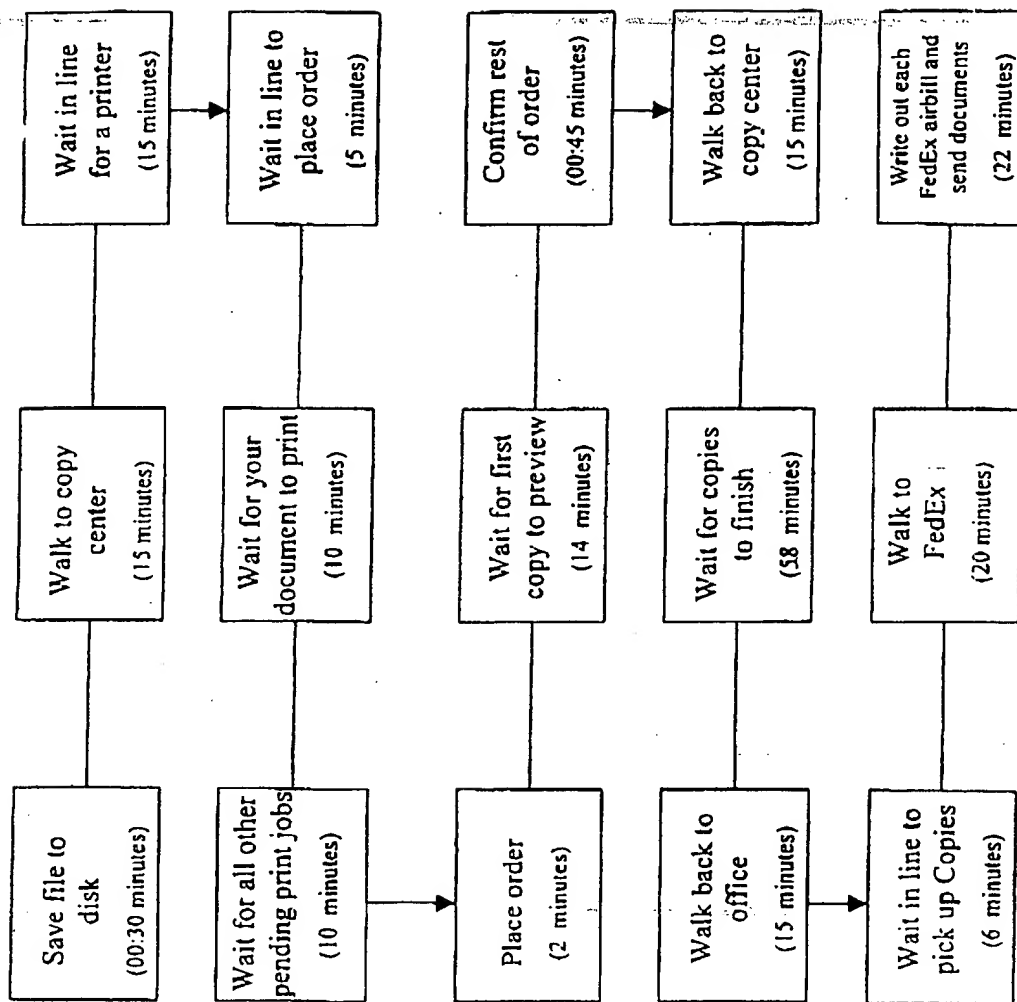 Save file to
disk
(00:30 minutes)
Walk to copy
center
(15 minutes)
Wait in line
for a printer
(15 minutes)
Wait for all other
pending print jobs
(10 minutes)
Wait for your
document to print
(10 minutes)
Wait in line to
place order
(5 minutes)
Place order
(2 minutes)
Wait for first
copy to preview
(14 minutes)
Confirm rest
of order
(00:45 minutes)
Walk back to
office
(15 minutes)
Wait for copies
to finish
(58 minutes)
Walk back to
copy center
(15 minutes)
Wait in line to
pick up Copies
(6 minutes)
Walk to
FedEx
(20 minutes)
Write out each
FedEx airbill and
send documents
(22 minutes)